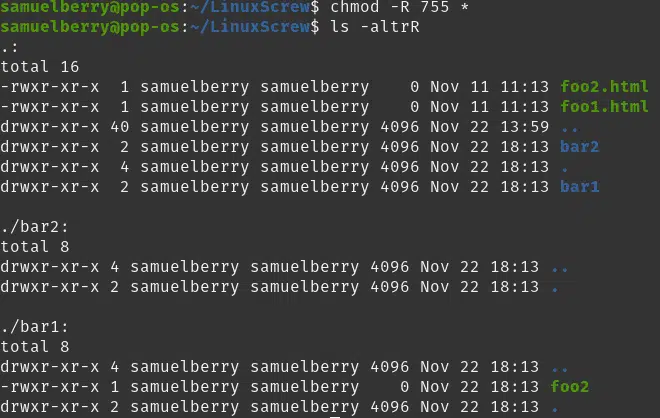 samuelberry@pop-os:~/LinuxScrew$ chmod -R 755 *
samuelberry@pop-os:~/LinuxScrew$ ls -altrR
.:
total 16
-rwxr-xr-x  1 samuelberry samuelberry    0 Nov 11 11:13 foo2.html
-rwxr-xr-x  1 samuelberry samuelberry    0 Nov 11 11:13 foo1.html
drwxr-xr-x 40 samuelberry samuelberry 4096 Nov 22 13:59 ..
drwxr-xr-x  2 samuelberry samuelberry 4096 Nov 22 18:13 bar2
drwxr-xr-x  4 samuelberry samuelberry 4096 Nov 22 18:13 .
drwxr-xr-x  2 samuelberry samuelberry 4096 Nov 22 18:13 bar1

./bar2:
total 8
drwxr-xr-x 4 samuelberry samuelberry 4096 Nov 22 18:13 ..
drwxr-xr-x 2 samuelberry samuelberry 4096 Nov 22 18:13 .

./bar1:
total 8
drwxr-xr-x 4 samuelberry samuelberry 4096 Nov 22 18:13 ..
-rwxr-xr-x 1 samuelberry samuelberry    0 Nov 22 18:13 foo2
drwxr-xr-x 2 samuelberry samuelberry 4096 Nov 22 18:13 .